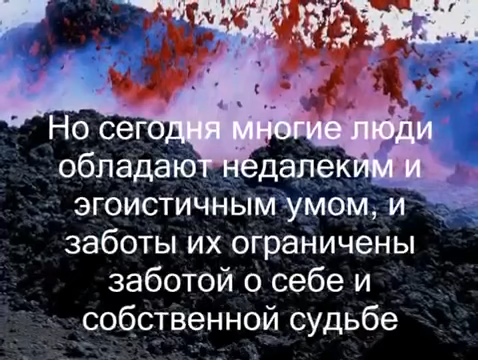 Но сегодня многие люди
обладают недалеким и
эгоистичным умом, и
заботы их ограничены
заботой о себе и
собственной судьбе